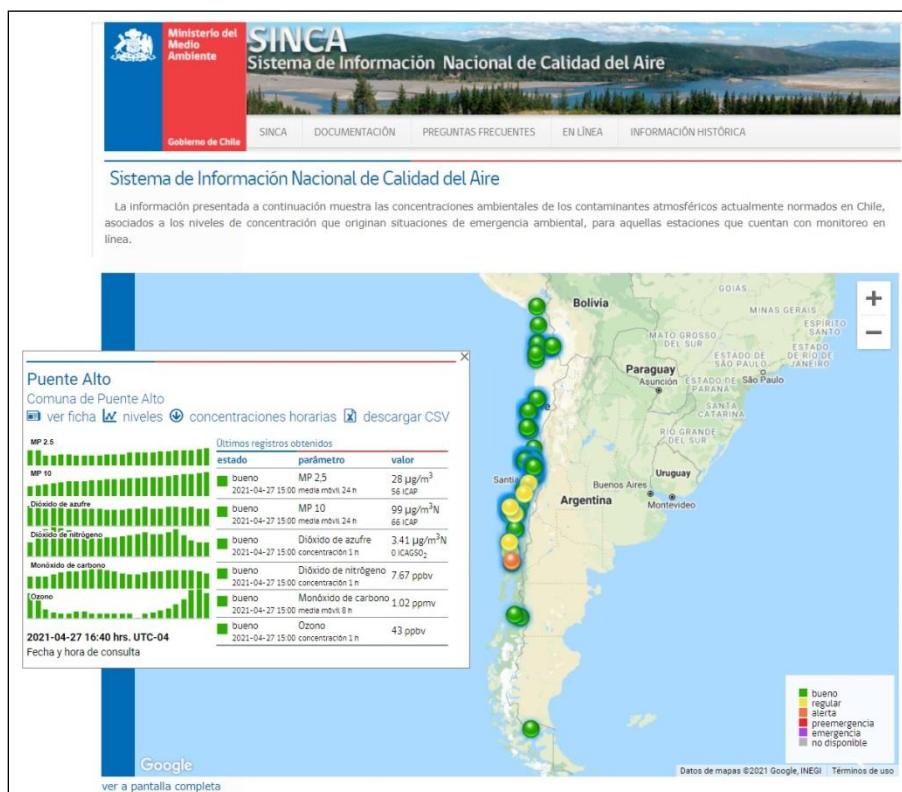 Ministerio del
Medio
Ambiente
Gobierno de Chile
SINCA
Sistema de Información Nacional de Calidad del Aire
SINCA DOCUMENTACIÓN PREGUNTAS FRECUENTES EN LÍNEA INFORMACIÓN HISTÓRICA
Sistema de Información Nacional de Calidad del Aire
La información presentada a continuación muestra las concentraciones ambientales de los contaminantes atmosféricos actualmente normados en Chile,
asociados a los niveles de concentración que originan situaciones de emergencia ambiental, para aquellas estaciones que cuentan con monitoreo en
línea.
Puente Alto
Comuna de Puente Alto
ver ficha niveles concentraciones horarias descargar CSV
MP 2.5
MP 10
Dióxido de azufre
Dióxido de nitrógeno
Monóxido de carbono
Ozono
2021-04-27 16:40 hrs. UTC-04
Fecha y hora de consulta
Últimos registros obtenidos
estado parámetro valor
bueno MP 2,5 28 µg/m³
2021-04-27 15:00 media móvil 24 h 56 ICAP
bueno MP 10 99 µg/m³N
2021-04-27 15:00 media móvil 24 h 66 ICAP
bueno Dióxido de azufre 3.41 µg/m³N
2021-04-27 15:00 concentración 1 h 0 ICAGSO₂
bueno Dióxido de nitrógeno 7.67 ppbv
2021-04-27 15:00 concentración 1 h
bueno Monóxido de carbono 1.02 ppmv
2021-04-27 15:00 media móvil 8 h
bueno Ozono 43 ppbv
2021-04-27 15:00 concentración 1 h
Bolivia
GOIÁS
MINAS GERAIS
ESPÍRITO
SANTO
MATO GROSSO
DEL SUR
ESTADO
DE SÃO PAULO
ESTADO
DE RÍO DE
JANEIRO
Paraguay
Asunción
ESTADO DE
PARANÁ
São Paulo
SANTA
CATARINA
RIO GRANDE
DEL SUR
Santia
Uruguay
Buenos Aires
Montevideo
Argentina
bueno
regular
alerta
preemergencia
emergencia
no disponible
Google
Datos de mapas ©2021 Google, INEGI Términos de uso
ver a pantalla completa